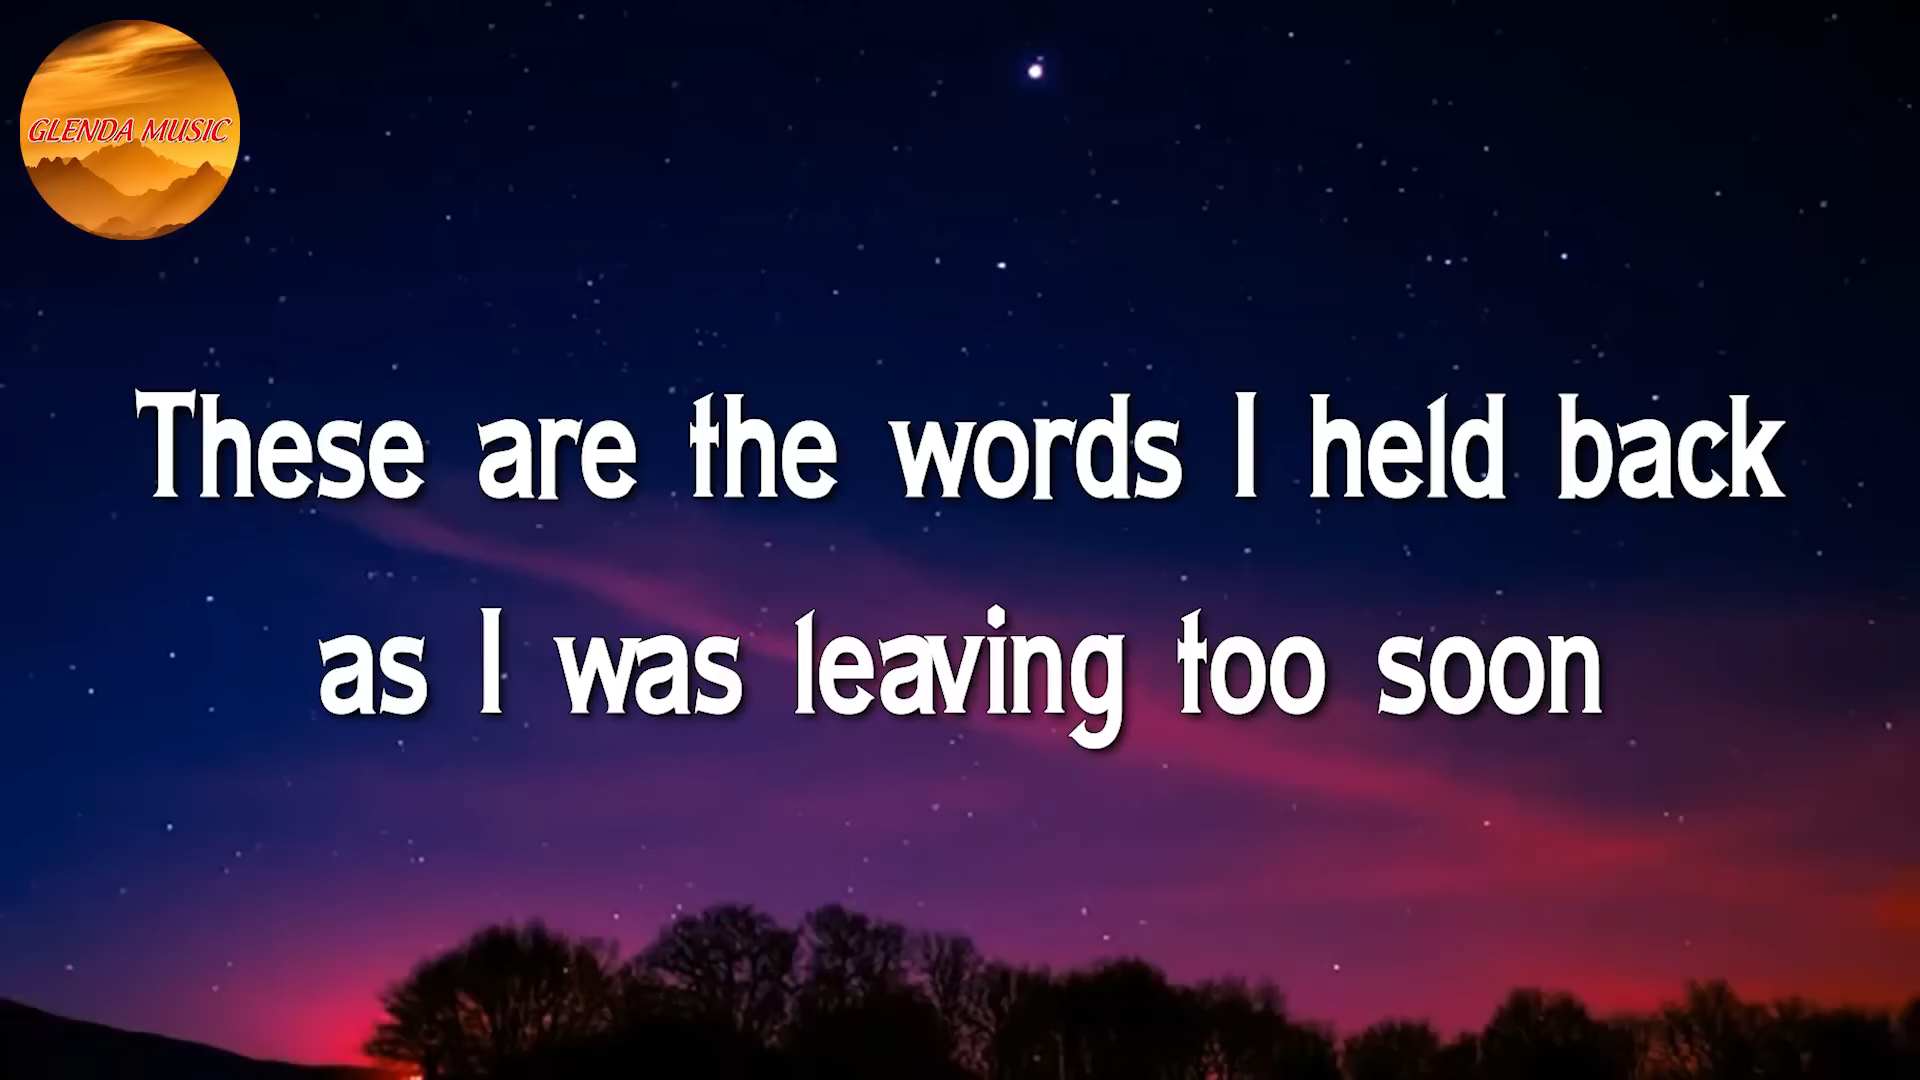 GLENDA MUSIC
These are the words I held back
as I was leaving too soon